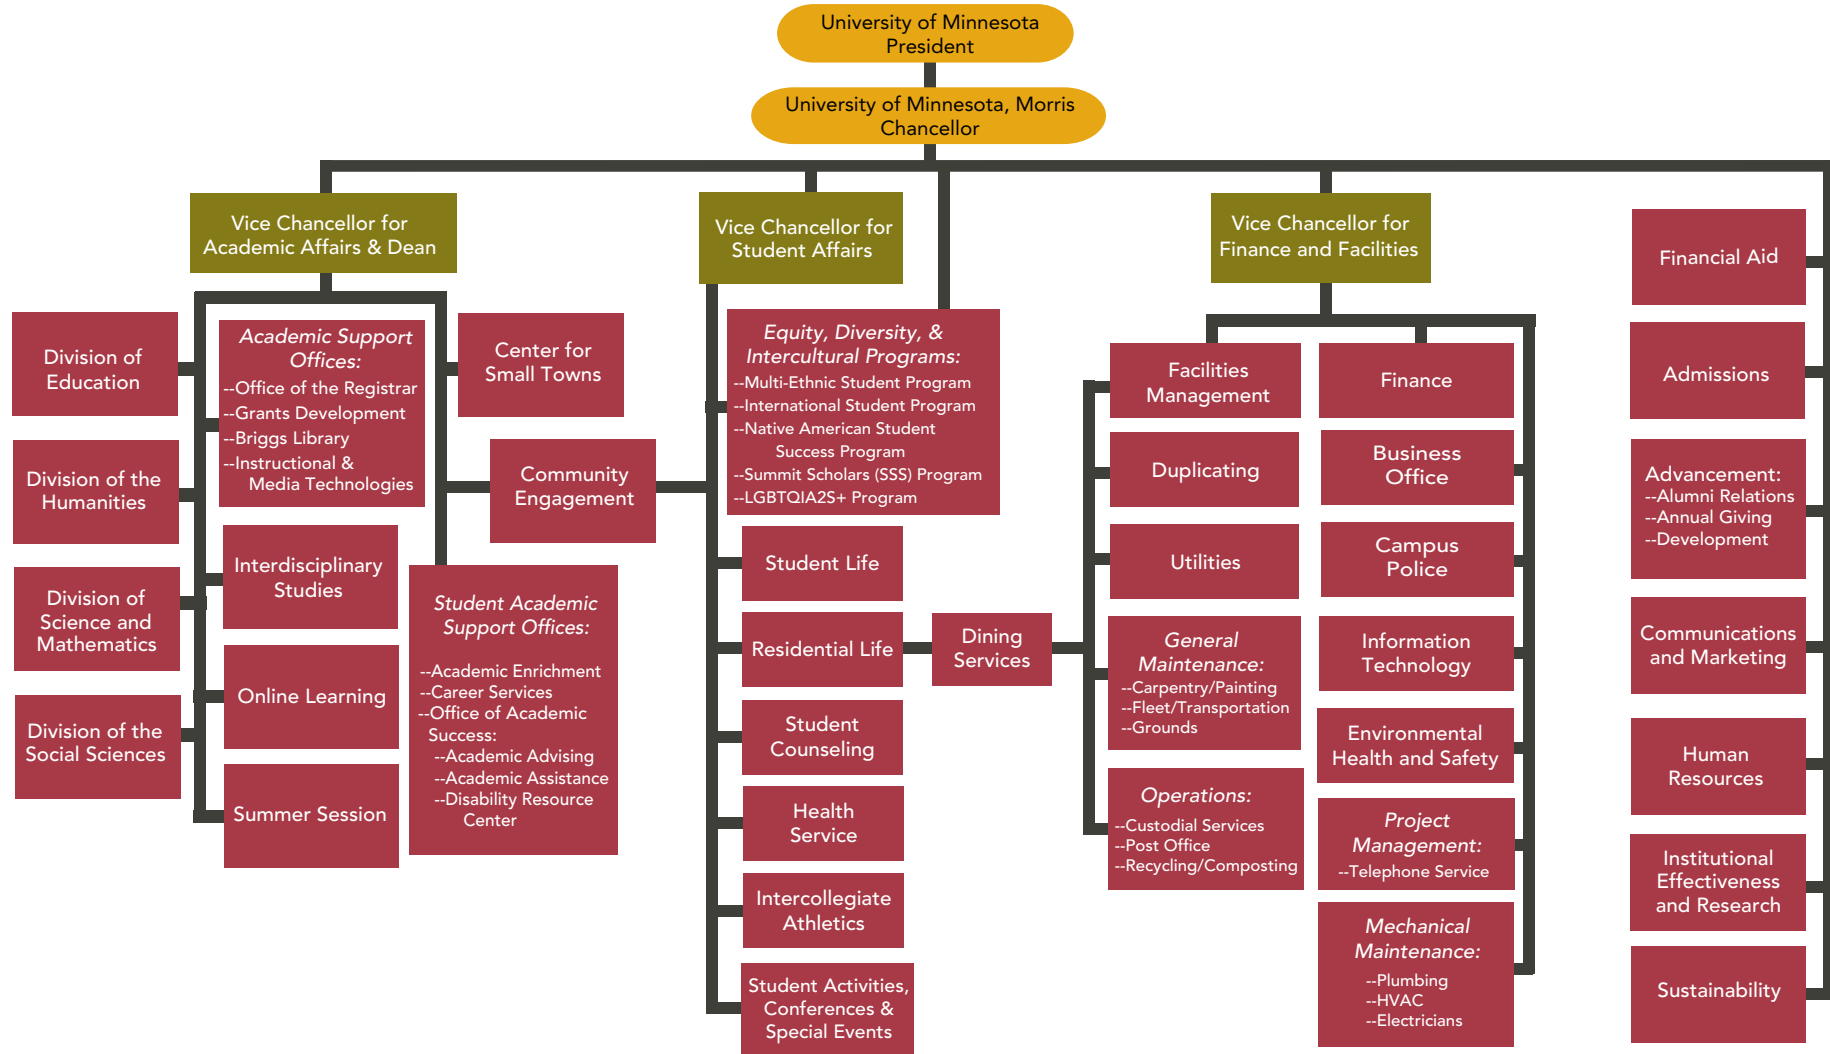 University of Minnesota
President
University of Minnesota, Morris
Chancellor
Vice Chancellor for
Academic Affairs & Dean
Division of
Education
Division of the
Humanities
Division of
Science and
Mathematics
Division of the
Social Sciences
Academic Support
Offices:
--Office of the Registrar
--Grants Development
--Briggs Library
--Instructional &
Media Technologies
Interdisciplinary
Studies
Online Learning
Summer Session
Center for
Small Towns
Community
Engagement
Student Academic
Support Offices:
--Academic Enrichment
--Career Services
--Office of Academic
Success:
--Academic Advising
--Academic Assistance
--Disability Resource
Center
Vice Chancellor for
Student Affairs
Equity, Diversity, &
Intercultural Programs:
--Multi-Ethnic Student Program
--International Student Program
--Native American Student
Success Program
--Summit Scholars (SSS) Program
--LGBTQIA2S+ Program
Student Life
Residential Life
Student
Counseling
Health
Service
Intercollegiate
Athletics
Student Activities,
Conferences &
Special Events
Dining
Services
Vice Chancellor for
Finance and Facilities
Facilities
Management
Duplicating
Utilities
General
Maintenance:
--Carpentry/Painting
--Fleet/Transportation
--Grounds
Operations:
--Custodial Services
--Post Office
--Recycling/Composting
Finance
Business
Office
Campus
Police
Information
Technology
Environmental
Health and Safety
Project
Management:
--Telephone Service
Mechanical
Maintenance:
--Plumbing
--HVAC
--Electricians
Financial Aid
Admissions
Advancement:
--Alumni Relations
--Annual Giving
--Development
Communications
and Marketing
Human
Resources
Institutional
Effectiveness
and Research
Sustainability